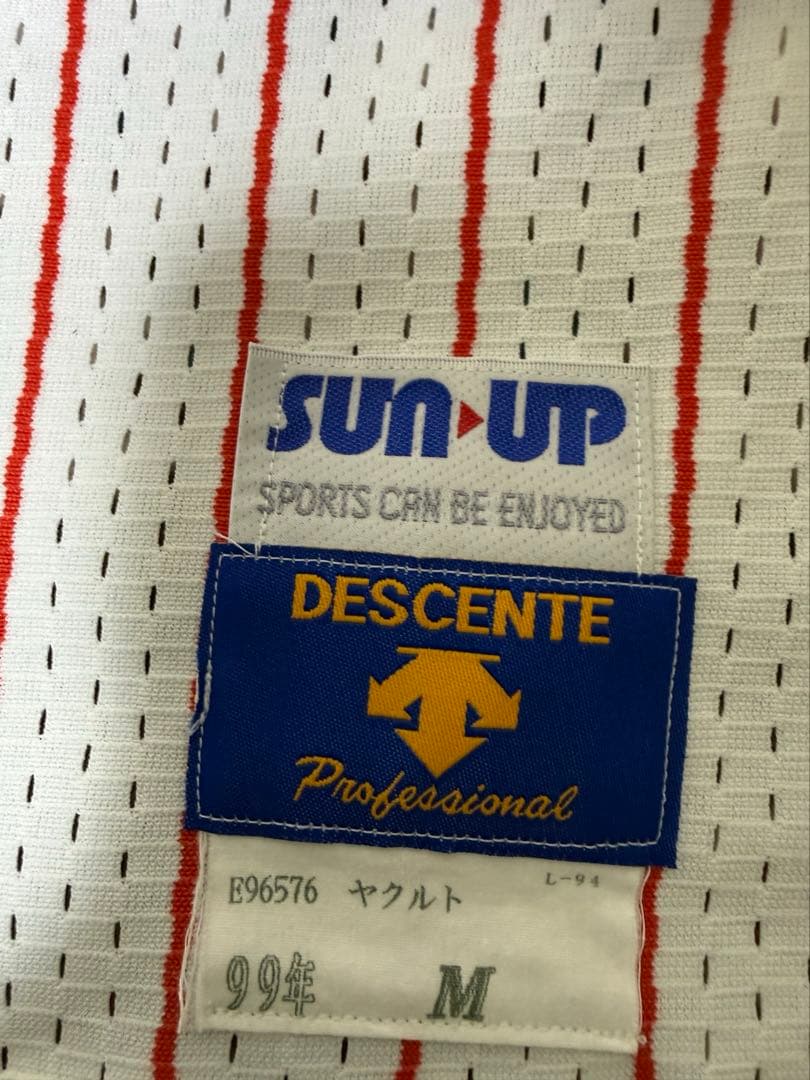 SUN UP
SPORTS CAN BE ENJOYED
DESCENTE
Professional
L-94
E96576 ヤクルト
99年 M